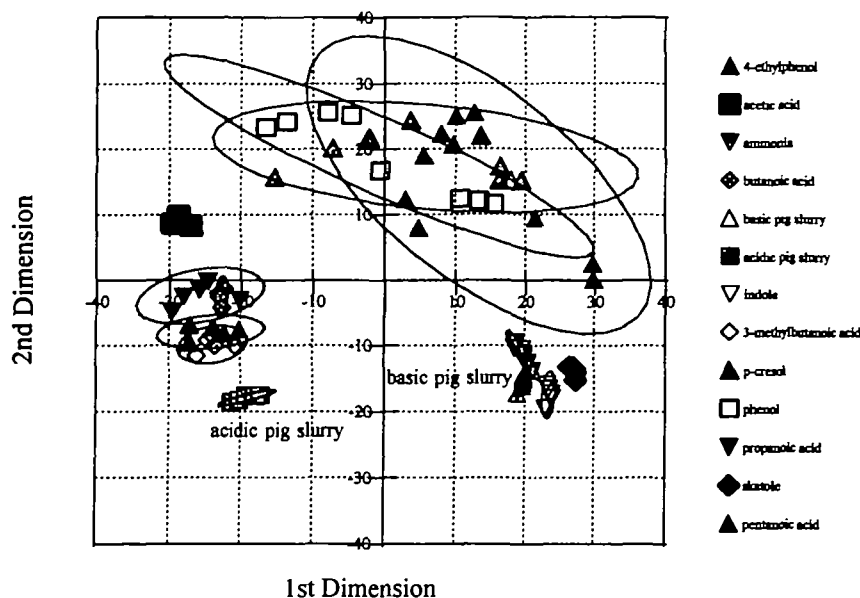 40
30
20
10
-40
-30
-20
-10
10
20
30
40
-10
-20
-30
-40
2nd Dimension
1st Dimension
acidic pig slurry
basic pig slurry
4-ethylphenol
acetic acid
ammonia
butanoic acid
basic pig slurry
acidic pig slurry
indole
3-methylbutanoic acid
p-cresol
phenol
propanoic acid
skatole
pentanoic acid